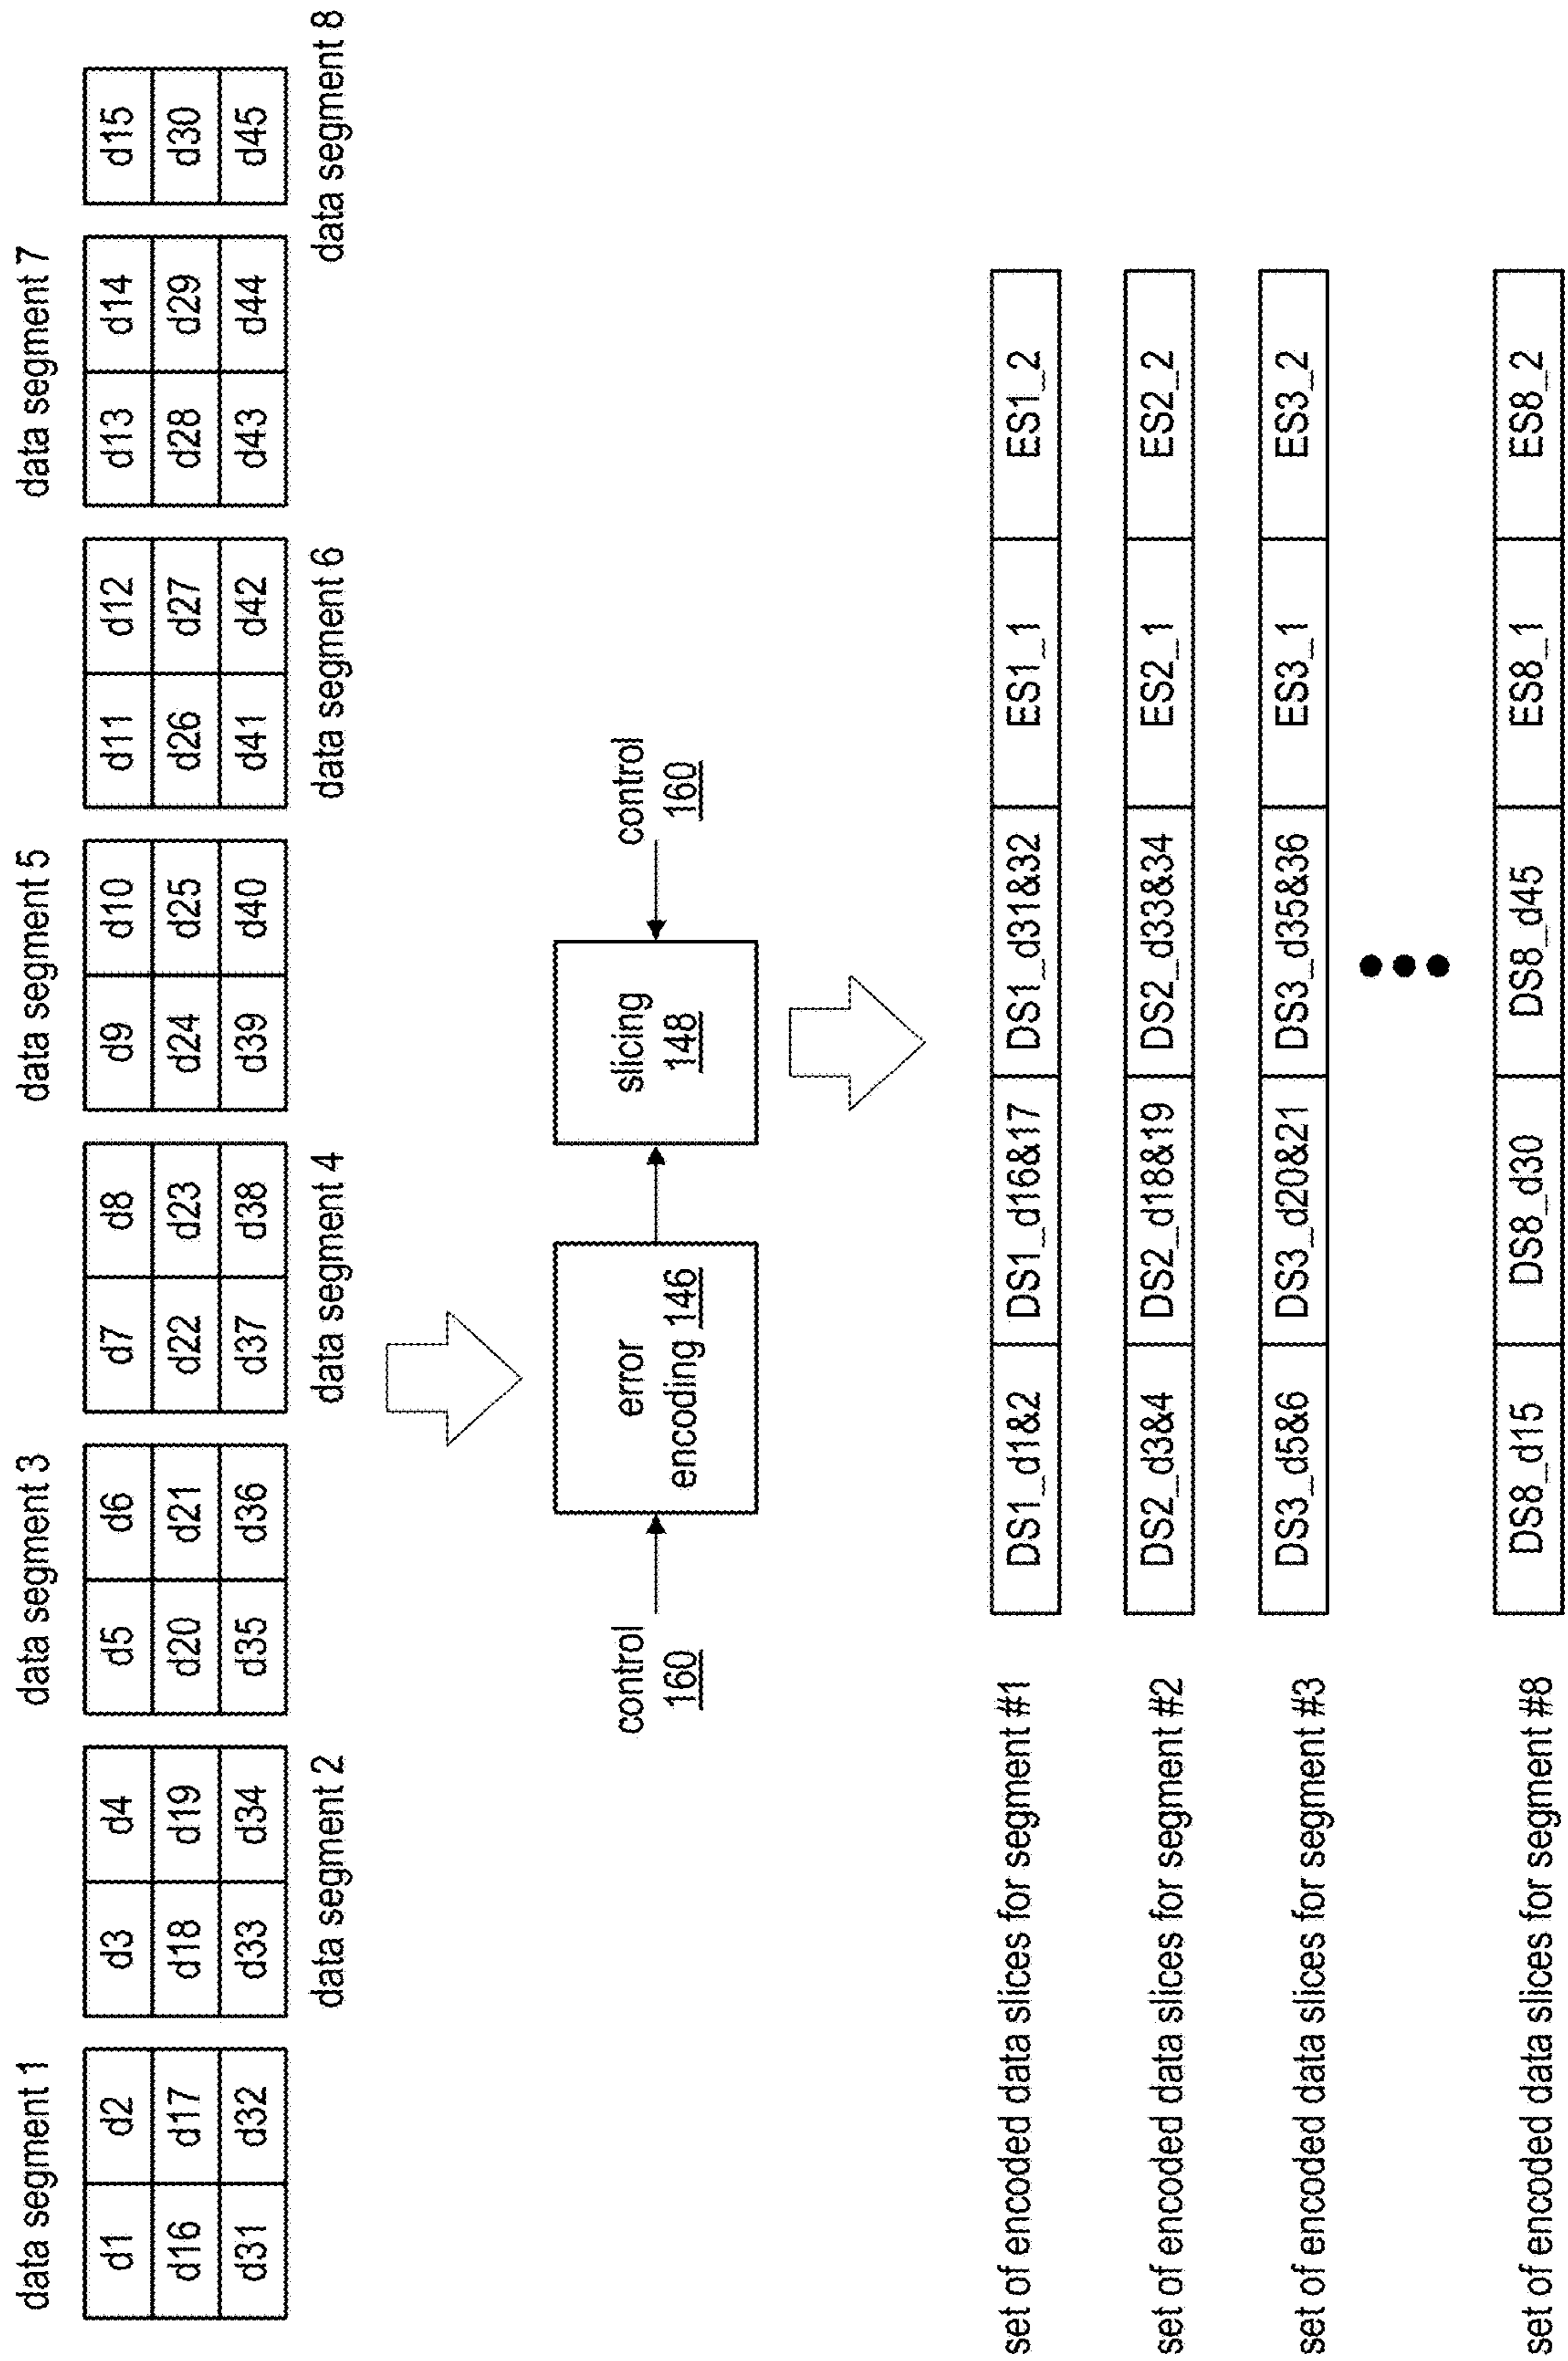 data segment 1 data segment 3 data segment 5 data segment 7
d1 d2 d3 d4 d5 d6 d7 d8 d9 d10 d11 d12 d13 d14 d15
d16 d17 d18 d19 d20 d21 d22 d23 d24 d25 d26 d27 d28 d29 d30
d31 d32 d33 d34 d35 d36 d37 d38 d39 d40 d41 d42 d43 d44 d45
data segment 2 data segment 4 data segment 6 data segment 8
control
160
error
encoding 146
slicing
148
control
160
set of encoded data slices for segment #1 DS1_d1&2 DS1_d16&17 DS1_d31&32 ES1_1 ES1_2
set of encoded data slices for segment #2 DS2_d3&4 DS2_d18&19 DS2_d33&34 ES2_1 ES2_2
set of encoded data slices for segment #3 DS3_d5&6 DS3_d20&21 DS3_d35&36 ES3_1 ES3_2
set of encoded data slices for segment #8 DS8_d15 DS8_d30 DS8_d45 ES8_1 ES8_2